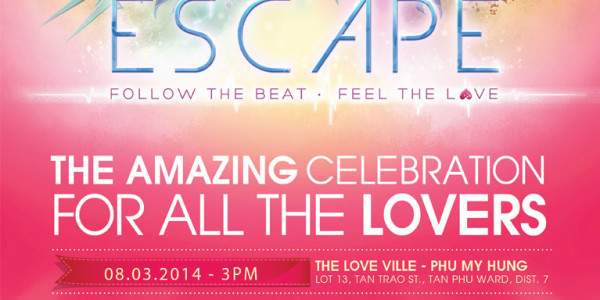 ESCAPE
FOLLOW THE BEAT · FEEL THE LOVE
THE AMAZING CELEBRATION
FOR ALL THE LOVERS
08.03.2014 - 3PM
THE LOVE VILLE - PHU MY HUNG
LOT 13, TAN TRAO ST., TAN PHU WARD, DIST. 7